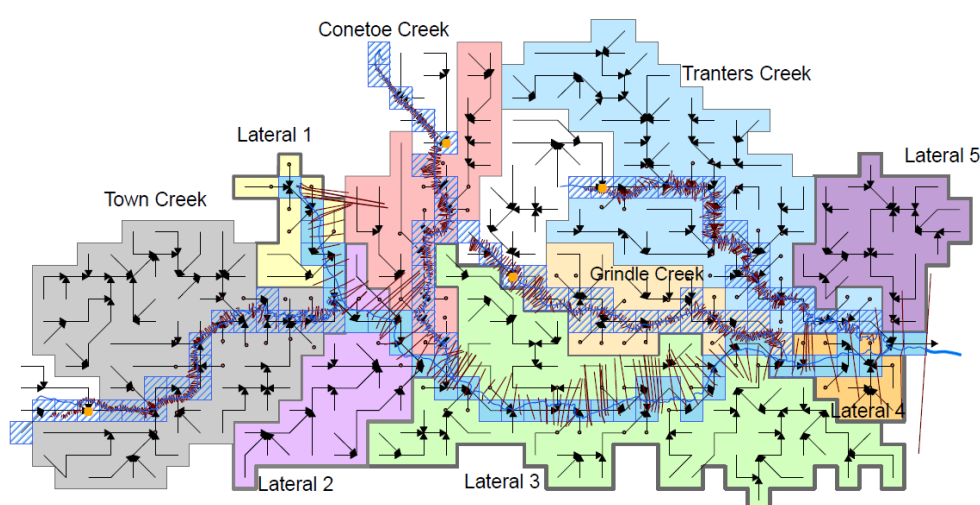 Conetoe Creek
Tranters Creek
Lateral 1
Lateral 5
Town Creek
Grindle Creek
Lateral 4
Lateral 2
Lateral 3